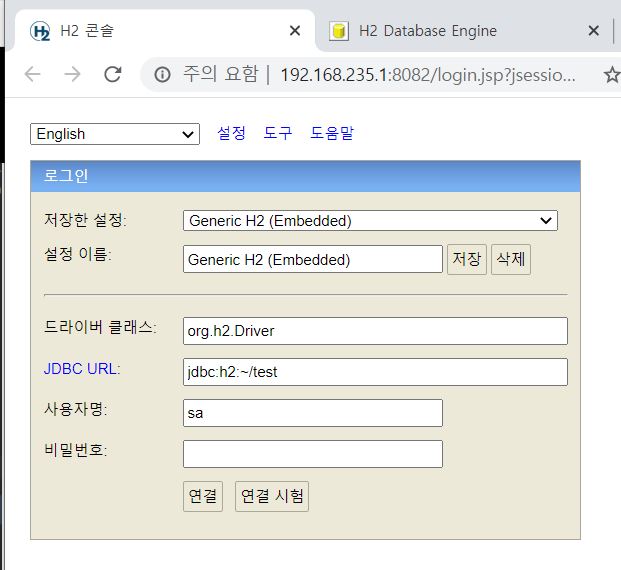 H2 콘솔
H2 Database Engine
주의 요함 | 192.168.235.1:8082/login.jsp?jsessio...
English 설정 도구 도움말
로그인
저장한 설정: Generic H2 (Embedded)
설정 이름: Generic H2 (Embedded) 저장 삭제
드라이버 클래스: org.h2.Driver
JDBC URL: jdbc:h2:~/test
사용자명: sa
비밀번호:
연결 연결 시험